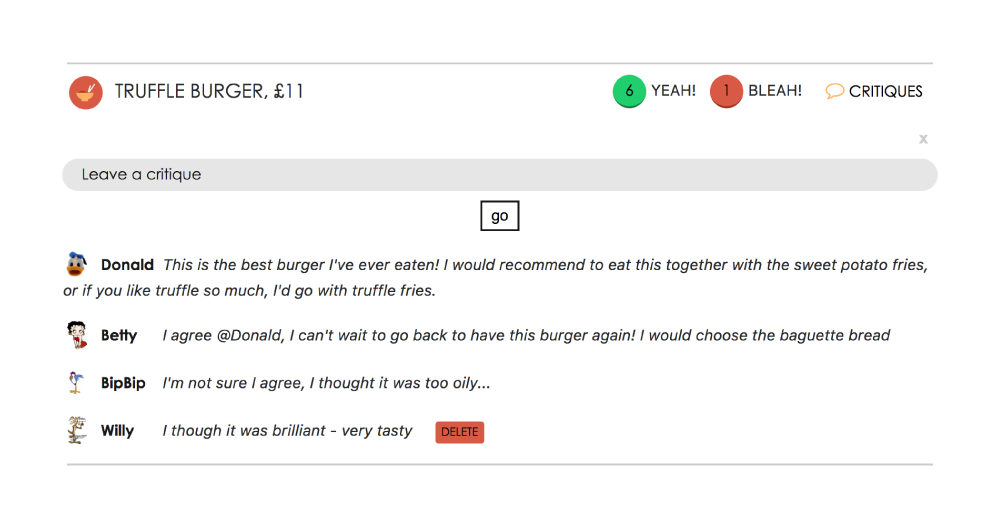 TRUFFLE BURGER, £11 6 YEAH! 1 BLEAH! CRITIQUES
x
Leave a critique
go
Donald This is the best burger I've ever eaten! I would recommend to eat this together with the sweet potato fries,
or if you like truffle so much, I'd go with truffle fries.
Betty I agree @Donald, I can't wait to go back to have this burger again! I would choose the baguette bread
BipBip I'm not sure I agree, I thought it was too oily...
Willy I though it was brilliant - very tasty DELETE